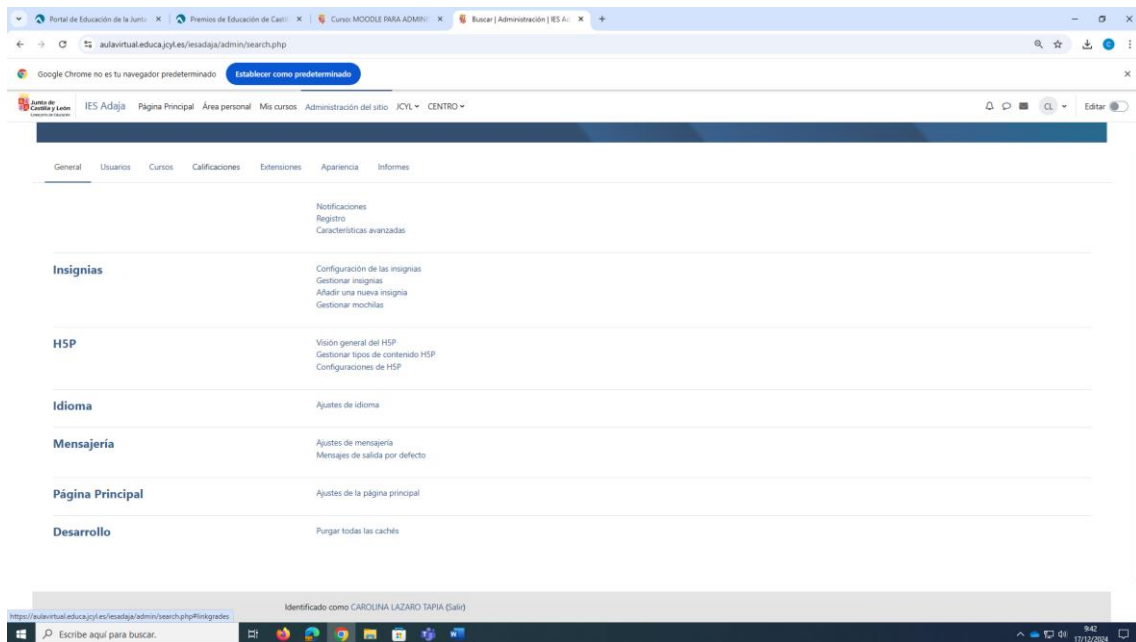 Portal de Educación de la Junta
Premios de Educación de Casti
Curso: MOODLE PARA ADMINI
Buscar | Administración | IES Ad
aulavirtual.educa.jcyl.es/iesadaja/admin/search.php
Google Chrome no es tu navegador predeterminado Establecer como predeterminado
Junta de Castilla y León
IES Adaja Página Principal Área personal Mis cursos Administración del sitio JCYL CENTRO CL Editar
General Usuarios Cursos Calificaciones Extensiones Apariencia Informes
Notificaciones
Registro
Características avanzadas
Insignias
Configuración de las insignias
Gestionar insignias
Añadir una nueva insignia
Gestionar mochilas
H5P
Visión general del H5P
Gestionar tipos de contenido H5P
Configuraciones de H5P
Idioma
Ajustes de idioma
Mensajería
Ajustes de mensajería
Mensajes de salida por defecto
Página Principal
Ajustes de la página principal
Desarrollo
Purgar todas las cachés
Identificado como CAROLINA LAZARO TAPIA (Salir)
https://aulavirtual.educa.jcyl.es/iesadaja/admin/search.php#linkgrades
Escribe aquí para buscar.
9:42
17/12/2024